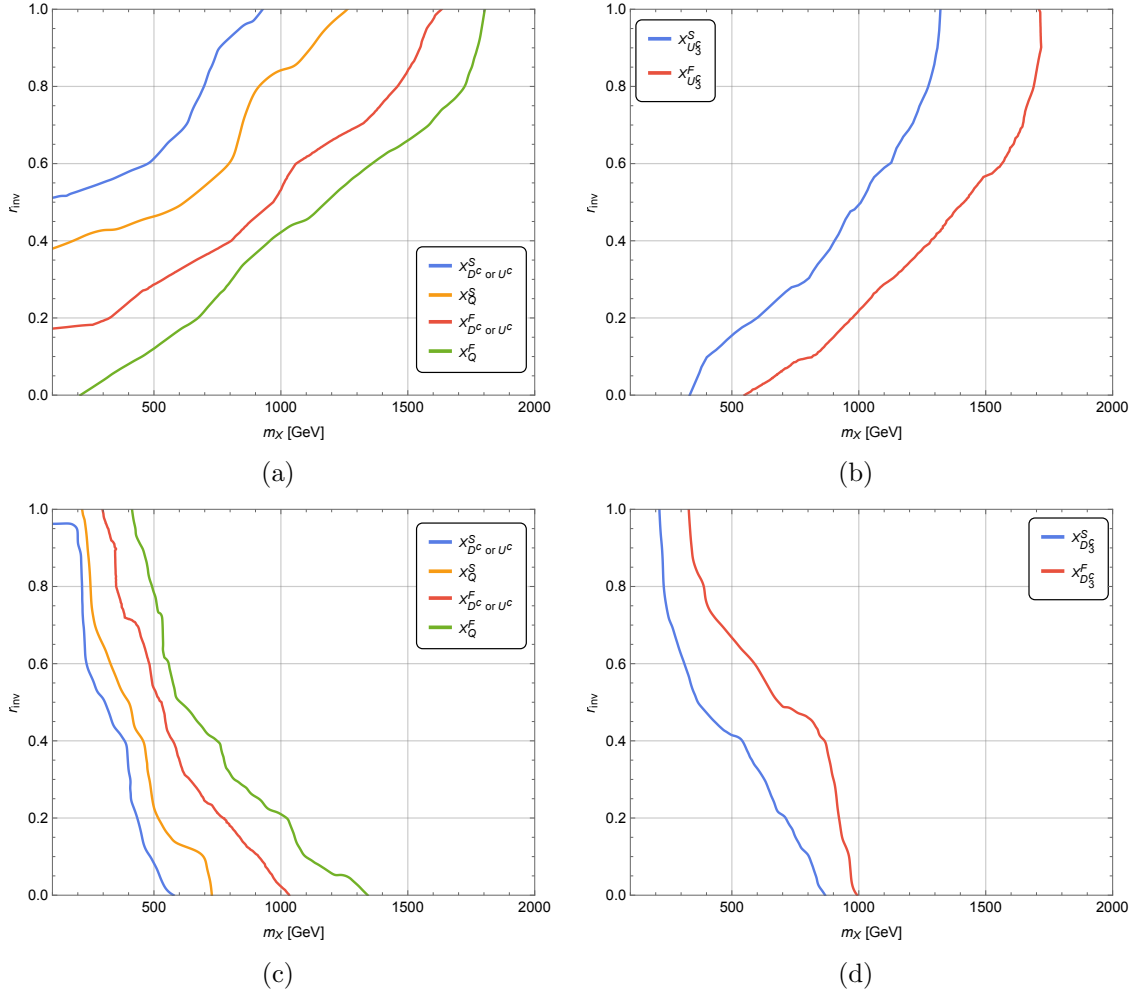 1.0
0.8
0.6
0.4
0.2
0.0
r_inv
500
1000
1500
2000
m_X [GeV]
X^S_{D^c or U^c}
X^S_Q
X^F_{D^c or U^c}
X^F_Q
(a)
1.0
0.8
0.6
0.4
0.2
0.0
r_inv
500
1000
1500
2000
m_X [GeV]
X^S_{U^c_3}
X^F_{U^c_3}
(b)
1.0
0.8
0.6
0.4
0.2
0.0
r_inv
500
1000
1500
2000
m_X [GeV]
X^S_{D^c or U^c}
X^S_Q
X^F_{D^c or U^c}
X^F_Q
(c)
1.0
0.8
0.6
0.4
0.2
0.0
r_inv
500
1000
1500
2000
m_X [GeV]
X^S_{D^c_3}
X^F_{D^c_3}
(d)